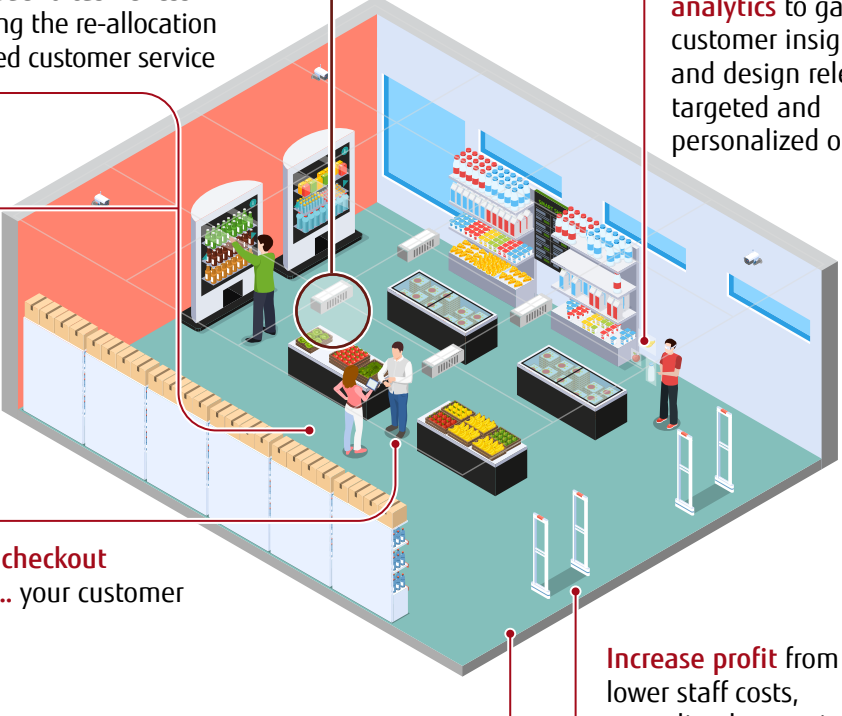 ng the re-allocation
ed customer service
analytics to ga
customer insig
and design rele
targeted and
personalized o
checkout
.. your customer
Increase profit from
lower staff costs,